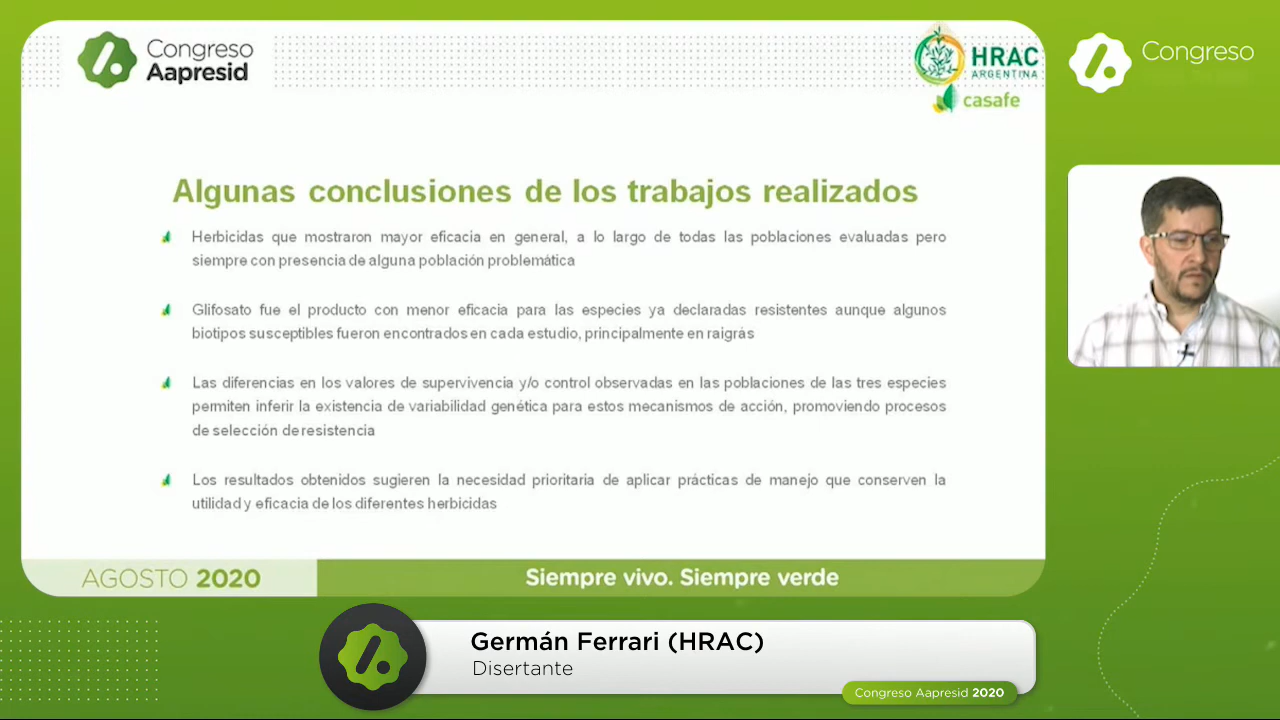 Congreso
Aapresid
HRAC
ARGENTINA
casafe
Congreso
Algunas conclusiones de los trabajos realizados
Herbicidas que mostraron mayor eficacia en general, a lo largo de todas las poblaciones evaluadas pero
siempre con presencia de alguna población problemática
Glifosato fue el producto con menor eficacia para las especies ya declaradas resistentes aunque algunos
biotipos susceptibles fueron encontrados en cada estudio, principalmente en raigrás
Las diferencias en los valores de supervivencia y/o control observadas en las poblaciones de las tres especies
permiten inferir la existencia de variabilidad genética para estos mecanismos de acción, promoviendo procesos
de selección de resistencia
Los resultados obtenidos sugieren la necesidad prioritaria de aplicar prácticas de manejo que conserven la
utilidad y eficacia de los diferentes herbicidas
AGOSTO 2020
Siempre vivo. Siempre verde
Germán Ferrari (HRAC)
Disertante
Congreso Aapresid 2020